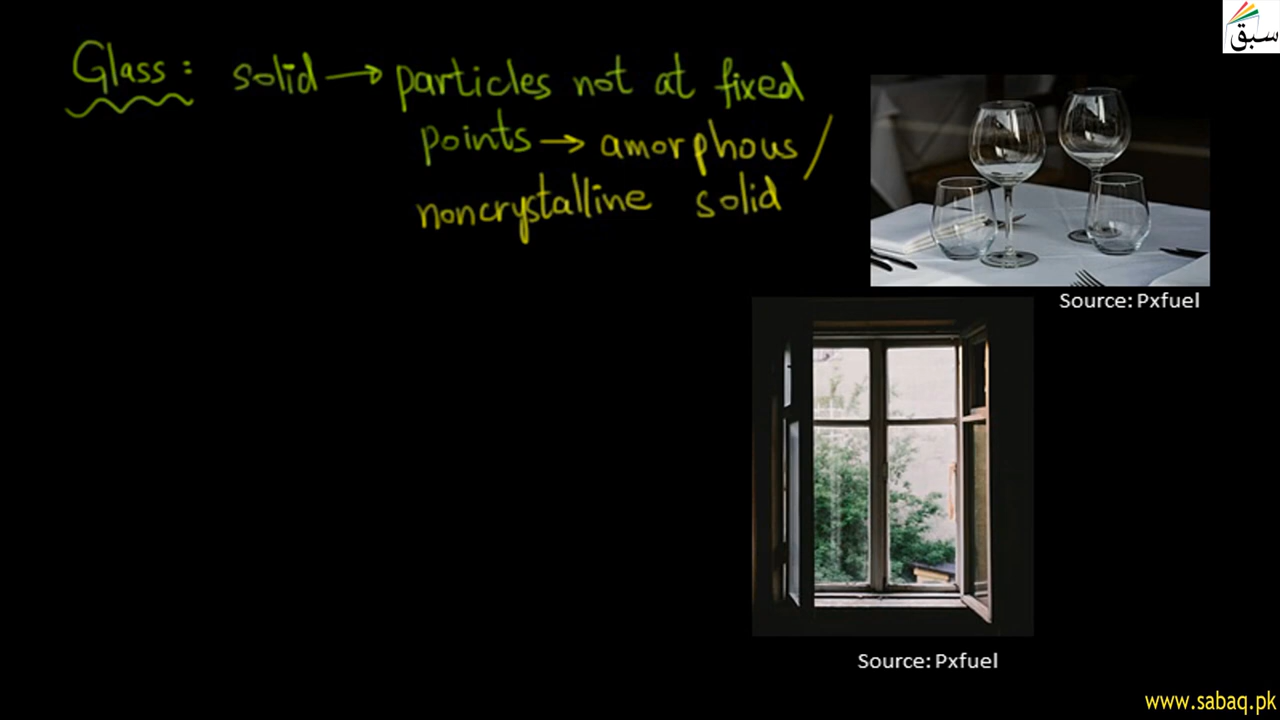 سبق
Glass: solid → particles not at fixed
points → amorphous /
noncrystalline solid
Source: Pxfuel
Source: Pxfuel
www.sabaq.pk